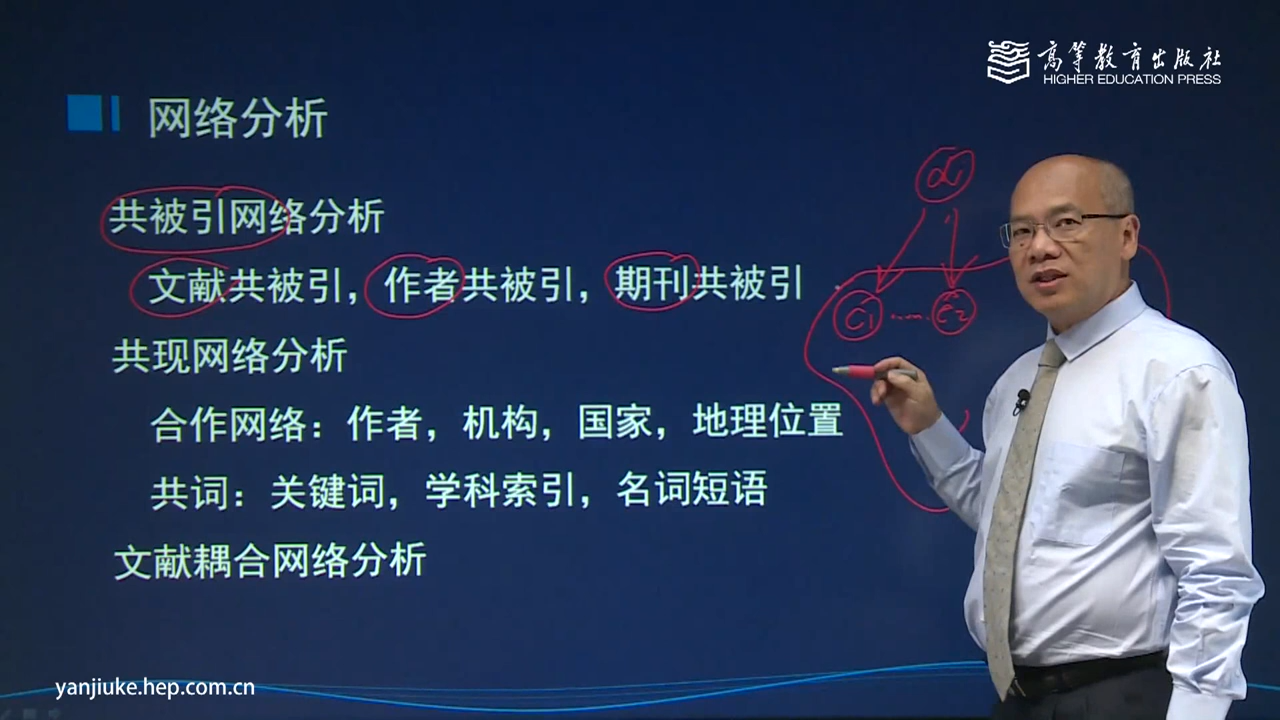 高等教育出版社
HIGHER EDUCATION PRESS
网络分析
共被引网络分析
文献共被引，作者共被引，期刊共被引
共现网络分析
合作网络：作者，机构，国家，地理位置
共词：关键词，学科索引，名词短语
文献耦合网络分析
C1 ...... C2
yanjiuke.hep.com.cn